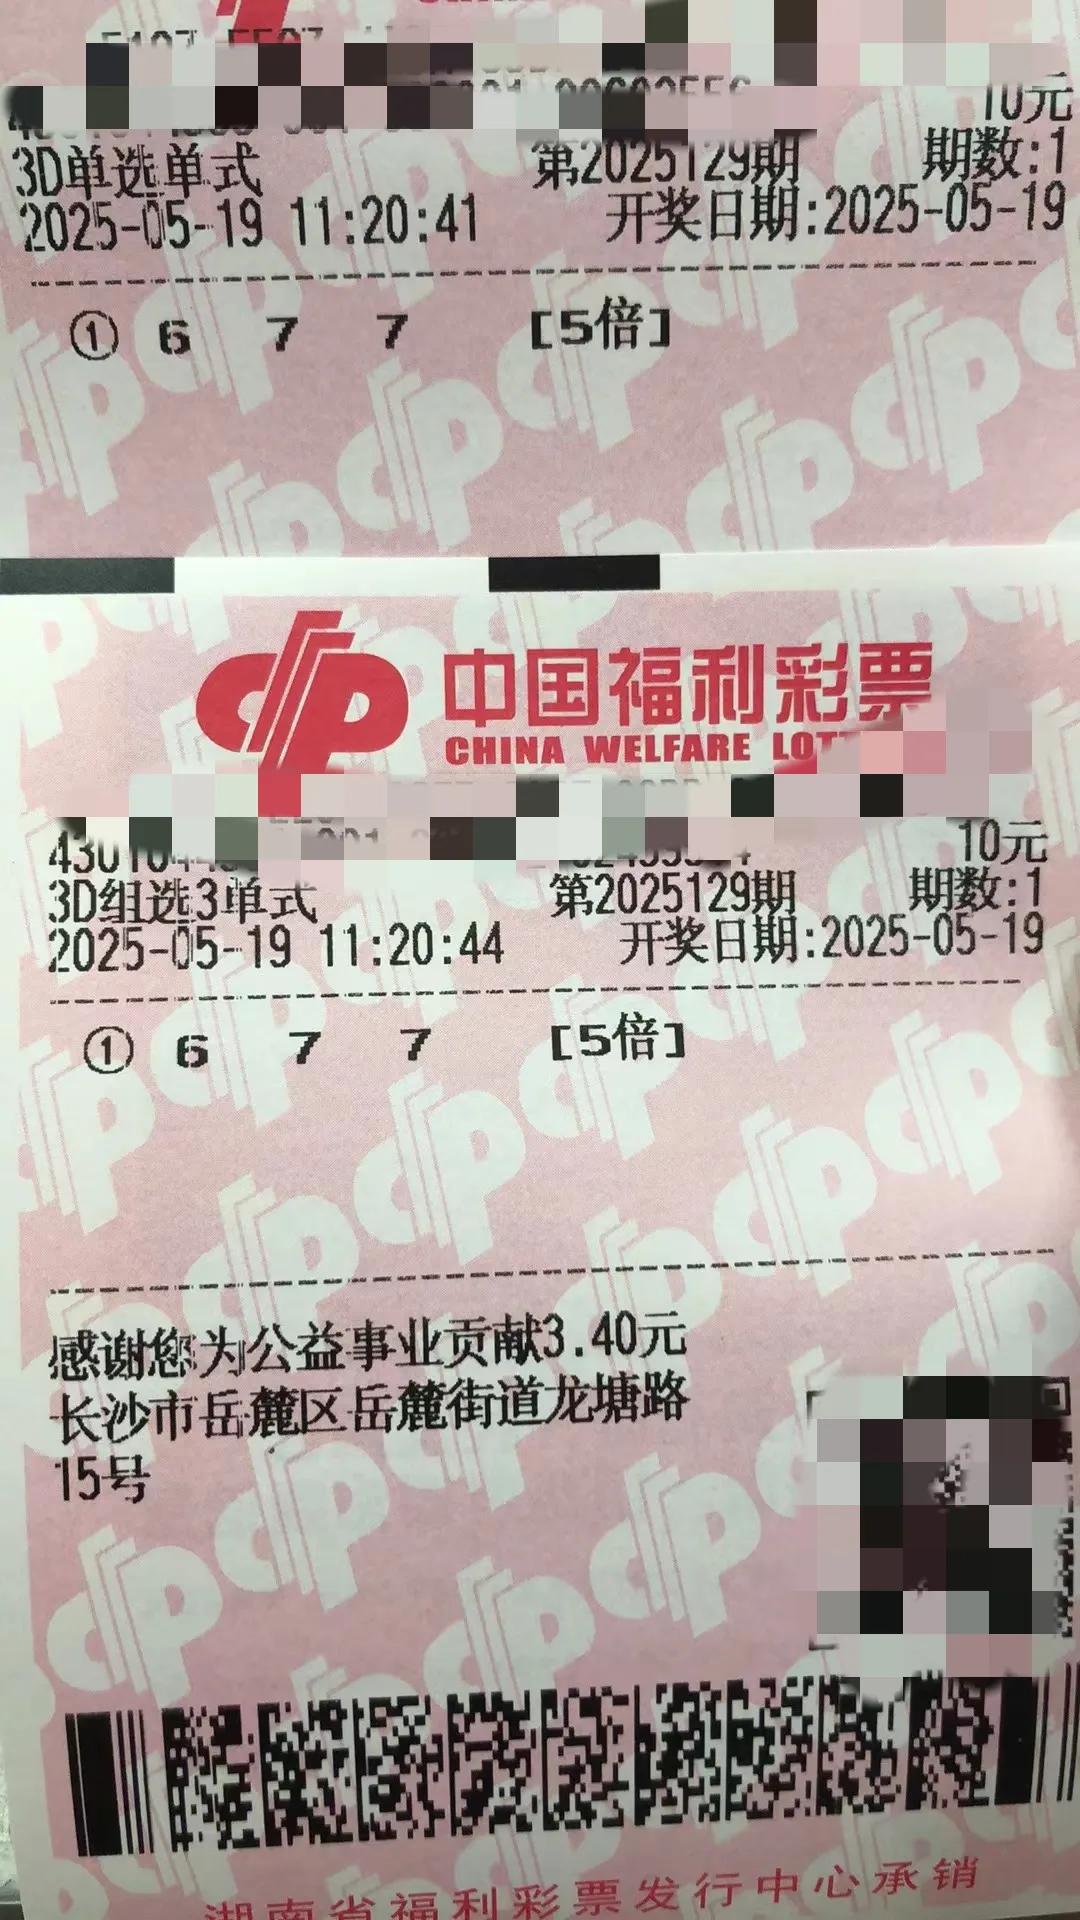 10元
3D单选单式 第2025129期 期数:1
2025-05-19 11:20:41 开奖日期:2025-05-19
① 6 7 7 [5倍]
中国福利彩票
CHINA WELFARE
10元
3D组选3单式 第2025129期 期数:1
2025-05-19 11:20:44 开奖日期:2025-05-19
① 6 7 7 [5倍]
感谢您为公益事业贡献3.40元
长沙市岳麓区岳麓街道龙塘路
15号
湖南省福利彩票发行中心承销